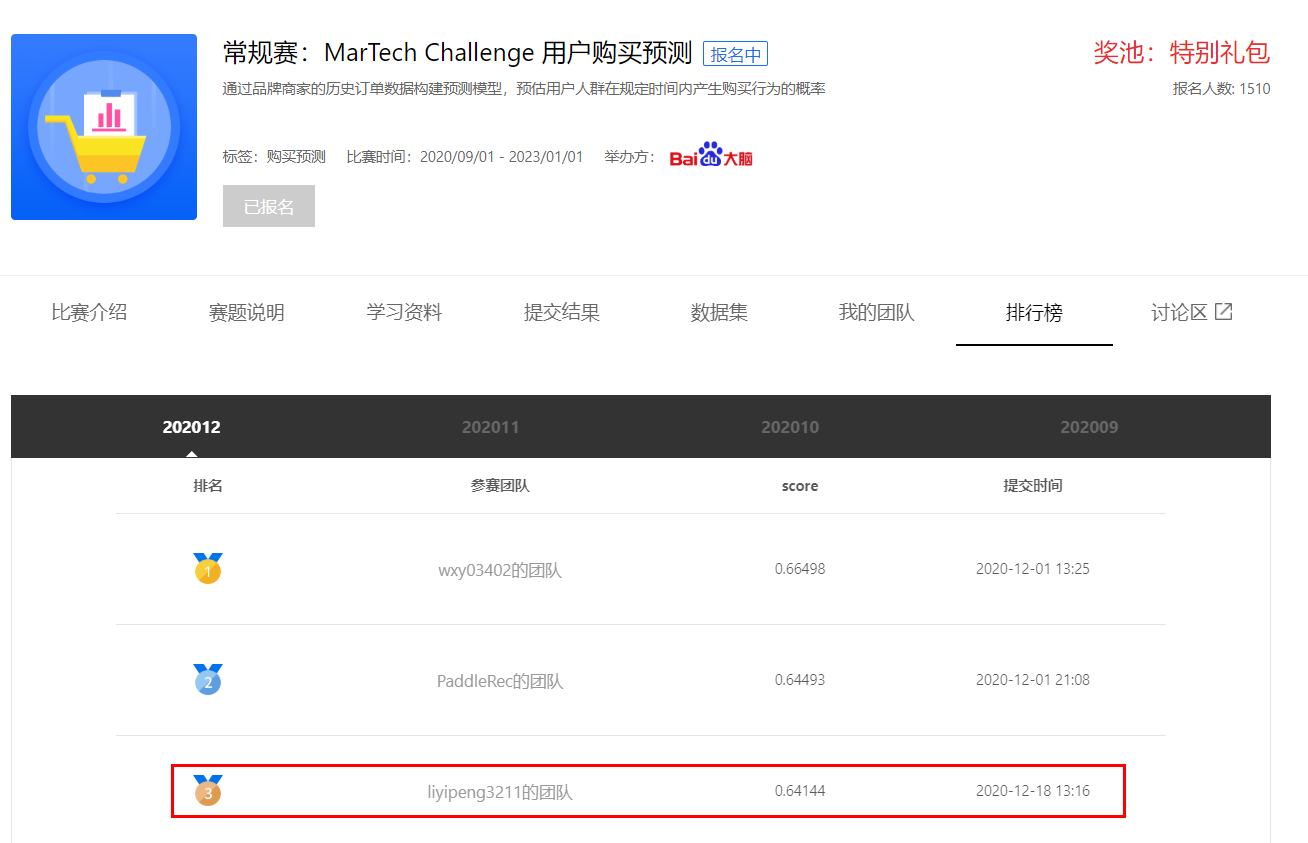 常规赛：MarTech Challenge 用户购买预测 报名中 奖池：特别礼包
通过品牌商家的历史订单数据构建预测模型，预估用户人群在规定时间内产生购买行为的概率 报名人数: 1510
标签：购买预测 比赛时间：2020/09/01 - 2023/01/01 举办方： Bai du 大脑
已报名
比赛介绍 赛题说明 学习资料 提交结果 数据集 我的团队 排行榜 讨论区
202012 202011 202010 202009
排名 参赛团队 score 提交时间
1 wxy03402的团队 0.66498 2020-12-01 13:25
2 PaddleRec的团队 0.64493 2020-12-01 21:08
3 liyipeng3211的团队 0.64144 2020-12-18 13:16